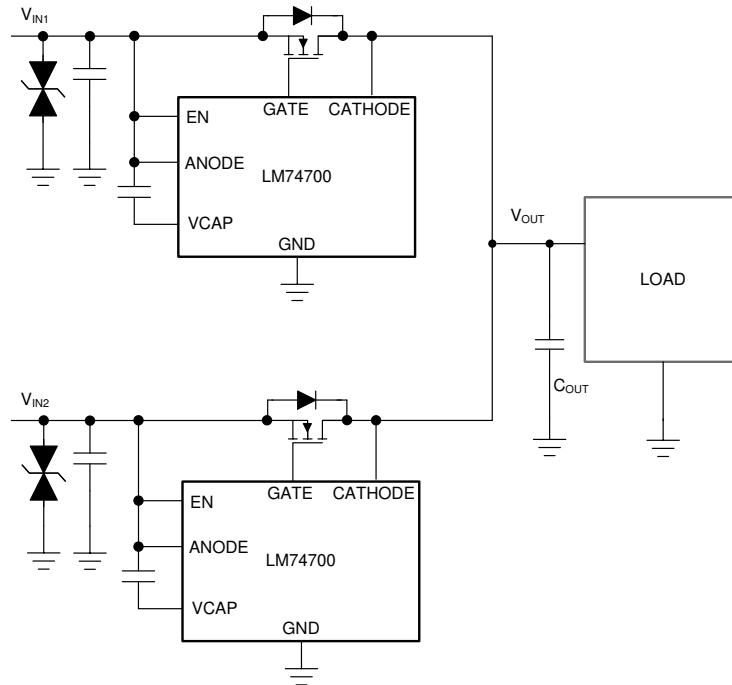 VIN1
GATE CATHODE
EN
ANODE
LM74700
VCAP
GND
VOUT
LOAD
COUT
VIN2
GATE CATHODE
EN
ANODE
LM74700
VCAP
GND